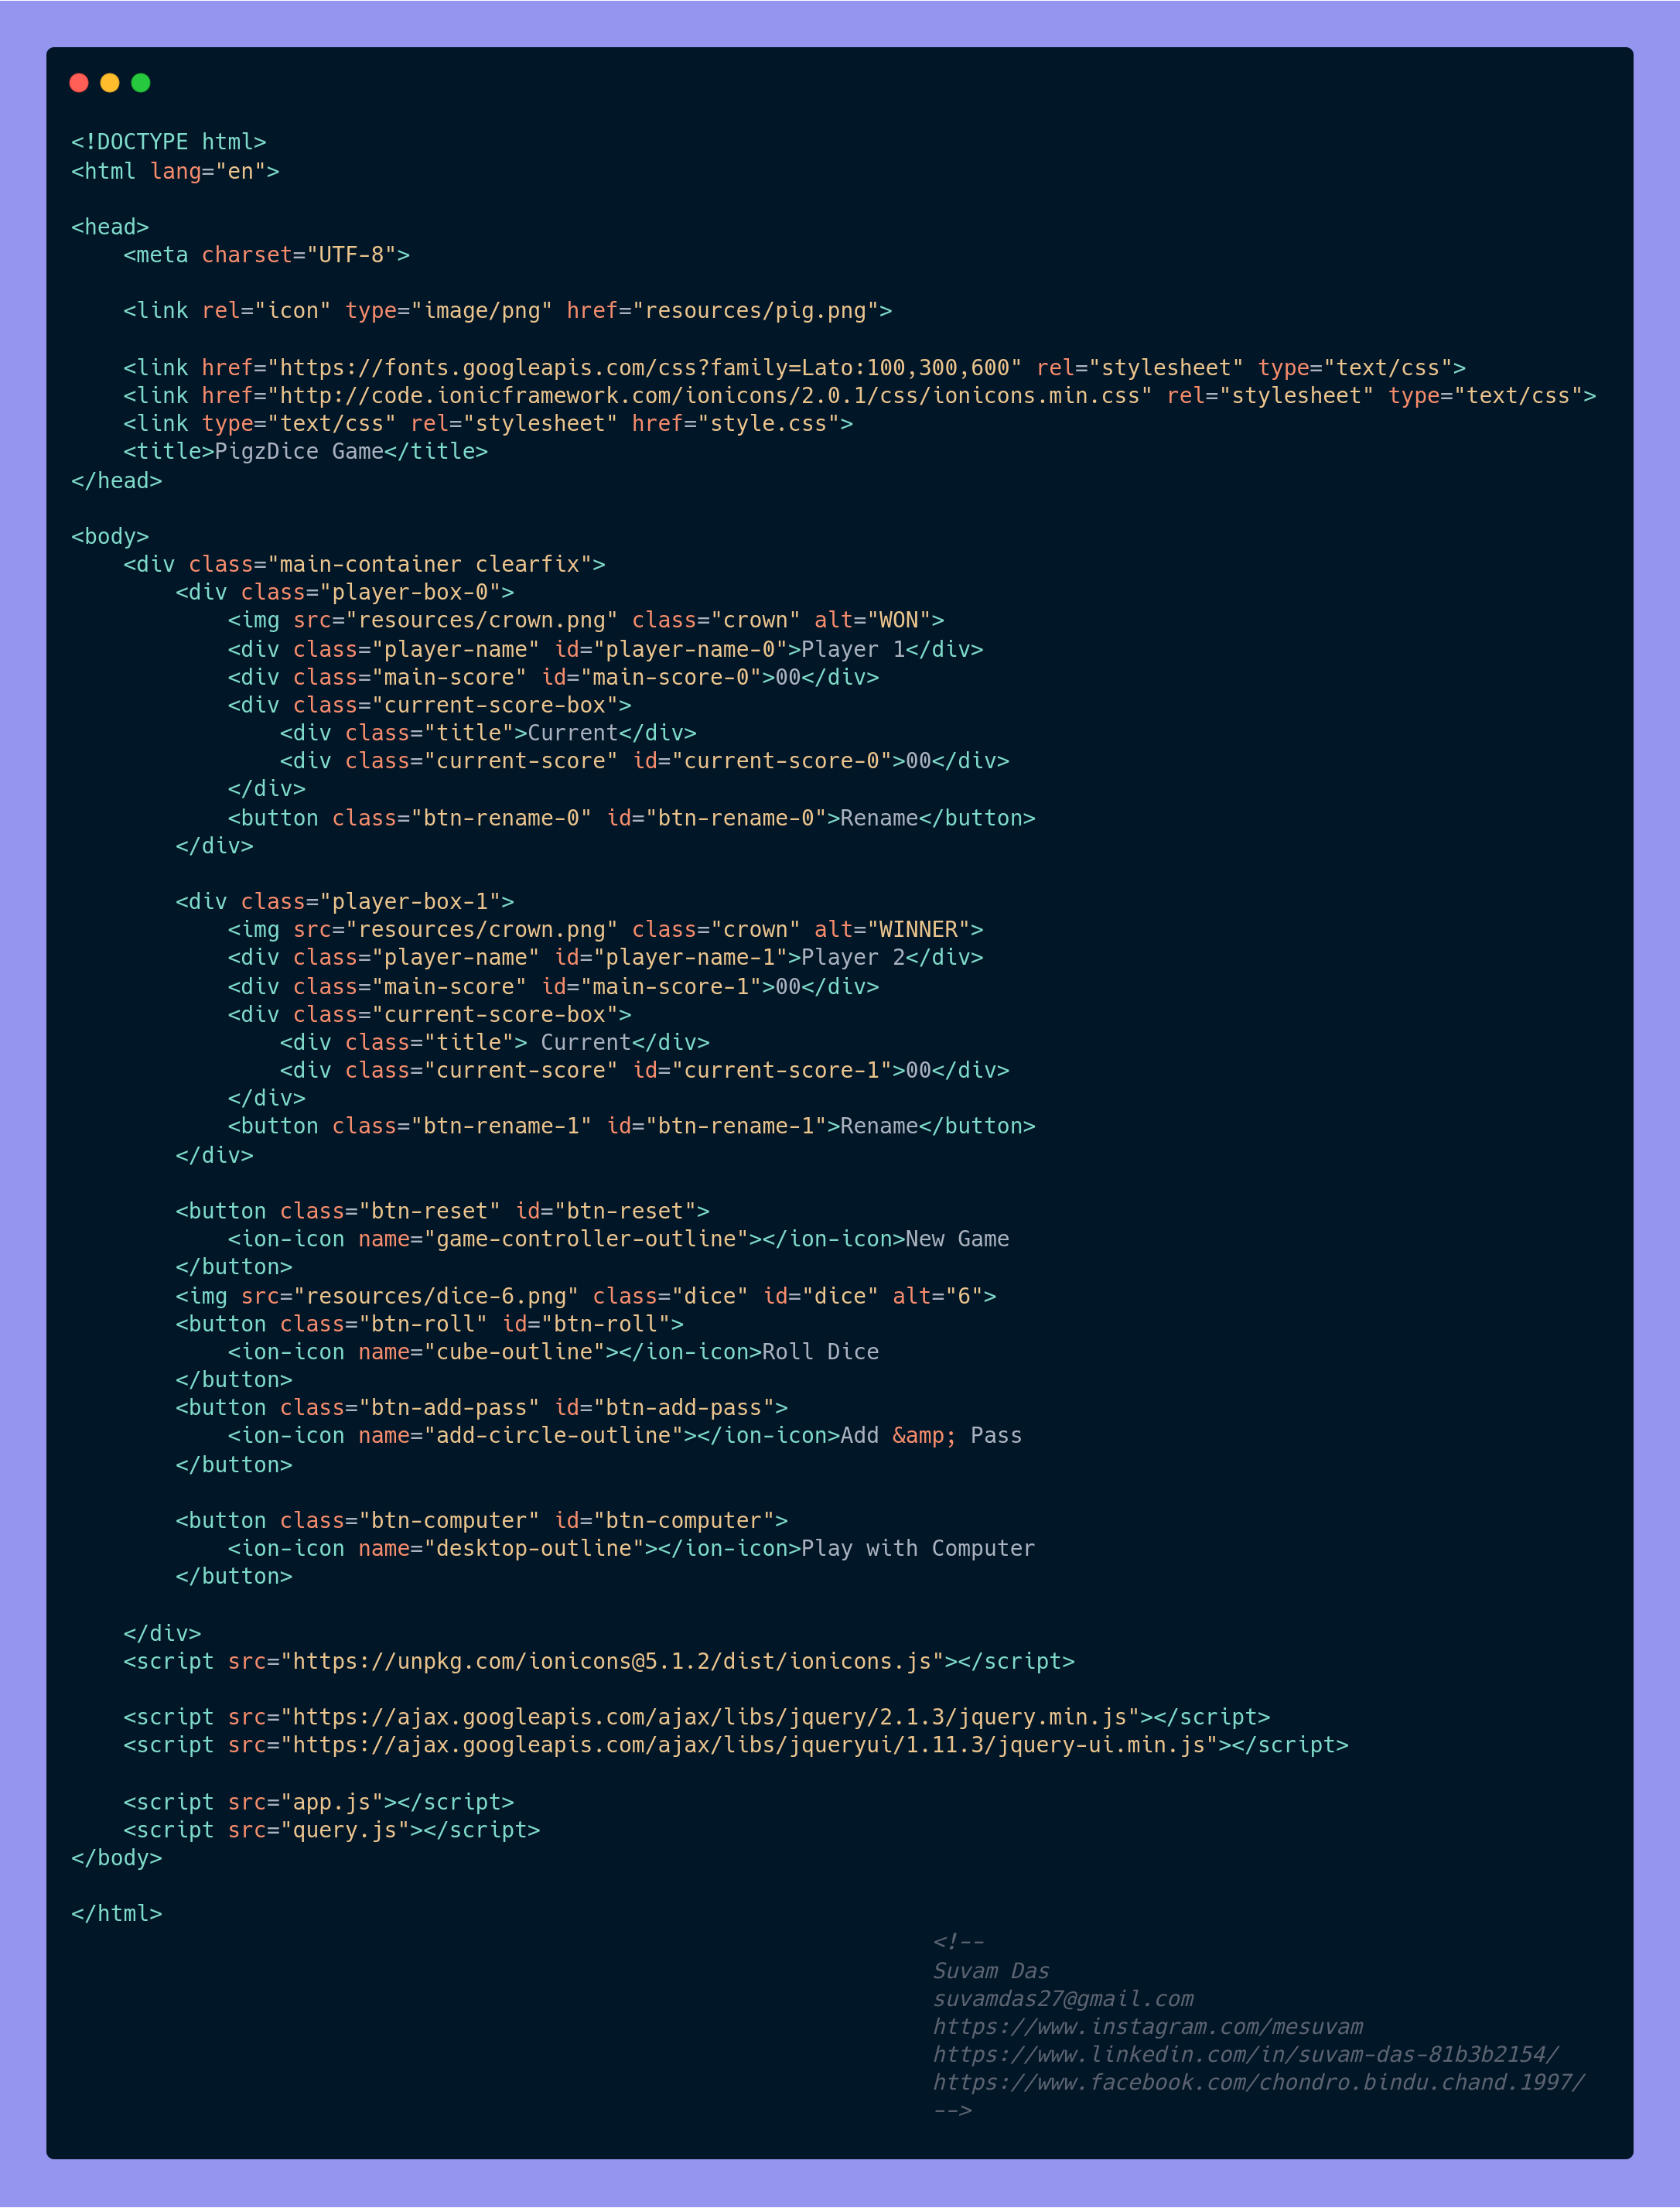 <!DOCTYPE html>
<html lang="en">

<head>
    <meta charset="UTF-8">

    <link rel="icon" type="image/png" href="resources/pig.png">

    <link href="https://fonts.googleapis.com/css?family=Lato:100,300,600" rel="stylesheet" type="text/css">
    <link href="http://code.ionicframework.com/ionicons/2.0.1/css/ionicons.min.css" rel="stylesheet" type="text/css">
    <link type="text/css" rel="stylesheet" href="style.css">
    <title>PigzDice Game</title>
</head>

<body>
    <div class="main-container clearfix">
        <div class="player-box-0">
            <img src="resources/crown.png" class="crown" alt="WON">
            <div class="player-name" id="player-name-0">Player 1</div>
            <div class="main-score" id="main-score-0">00</div>
            <div class="current-score-box">
                <div class="title">Current</div>
                <div class="current-score" id="current-score-0">00</div>
            </div>
            <button class="btn-rename-0" id="btn-rename-0">Rename</button>
        </div>

        <div class="player-box-1">
            <img src="resources/crown.png" class="crown" alt="WINNER">
            <div class="player-name" id="player-name-1">Player 2</div>
            <div class="main-score" id="main-score-1">00</div>
            <div class="current-score-box">
                <div class="title"> Current</div>
                <div class="current-score" id="current-score-1">00</div>
            </div>
            <button class="btn-rename-1" id="btn-rename-1">Rename</button>
        </div>

        <button class="btn-reset" id="btn-reset">
            <ion-icon name="game-controller-outline"></ion-icon>New Game
        </button>
        <img src="resources/dice-6.png" class="dice" id="dice" alt="6">
        <button class="btn-roll" id="btn-roll">
            <ion-icon name="cube-outline"></ion-icon>Roll Dice
        </button>
        <button class="btn-add-pass" id="btn-add-pass">
            <ion-icon name="add-circle-outline"></ion-icon>Add &amp; Pass
        </button>

        <button class="btn-computer" id="btn-computer">
            <ion-icon name="desktop-outline"></ion-icon>Play with Computer
        </button>

    </div>
    <script src="https://unpkg.com/ionicons@5.1.2/dist/ionicons.js"></script>

    <script src="https://ajax.googleapis.com/ajax/libs/jquery/2.1.3/jquery.min.js"></script>
    <script src="https://ajax.googleapis.com/ajax/libs/jqueryui/1.11.3/jquery-ui.min.js"></script>

    <script src="app.js"></script>
    <script src="query.js"></script>
</body>

</html>
<!--
Suvam Das
suvamdas27@gmail.com
https://www.instagram.com/mesuvam
https://www.linkedin.com/in/suvam-das-81b3b2154/
https://www.facebook.com/chondro.bindu.chand.1997/
-->